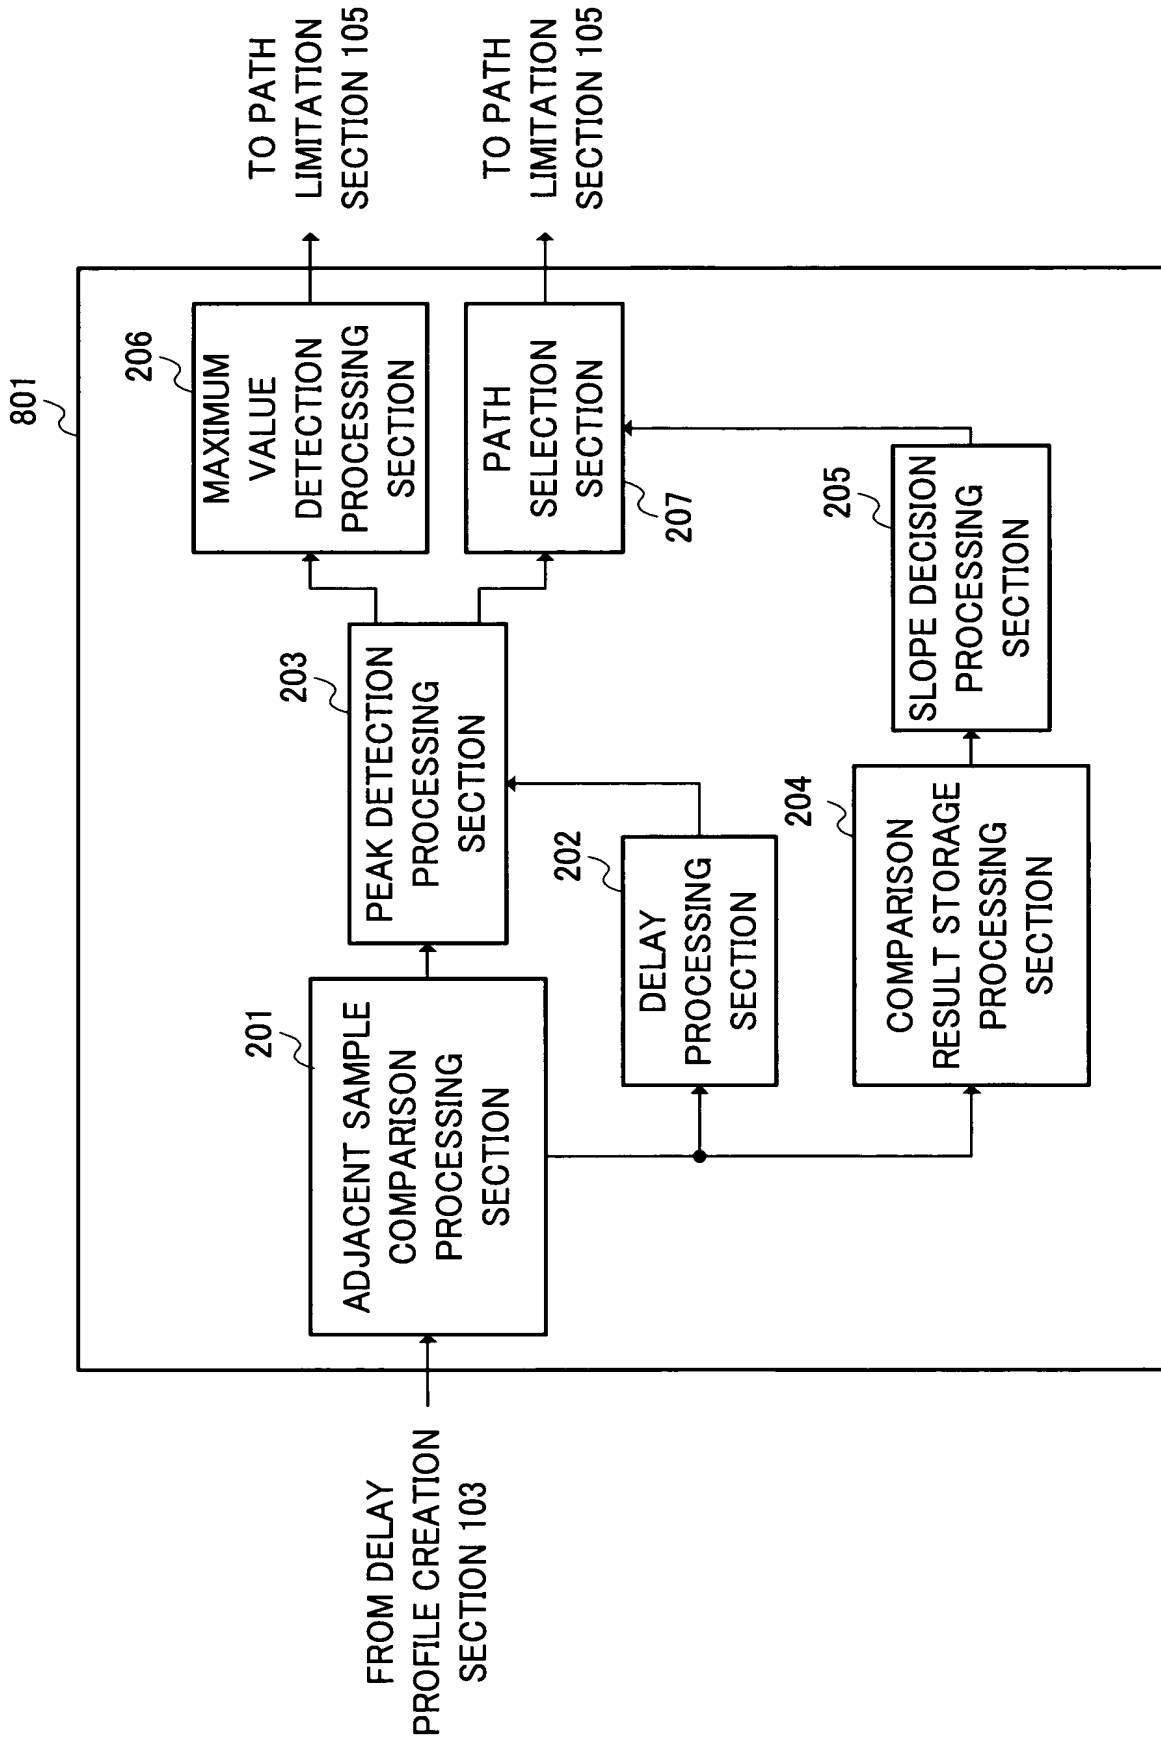 801
FROM DELAY
PROFILE CREATION
SECTION 103
201
ADJACENT SAMPLE
COMPARISON
PROCESSING
SECTION
203
PEAK DETECTION
PROCESSING
SECTION
206
MAXIMUM
VALUE
DETECTION
PROCESSING
SECTION
TO PATH
LIMITATION
SECTION 105
PATH
SELECTION
SECTION
207
TO PATH
LIMITATION
SECTION 105
202
DELAY
PROCESSING
SECTION
204
COMPARISON
RESULT STORAGE
PROCESSING
SECTION
205
SLOPE DECISION
PROCESSING
SECTION